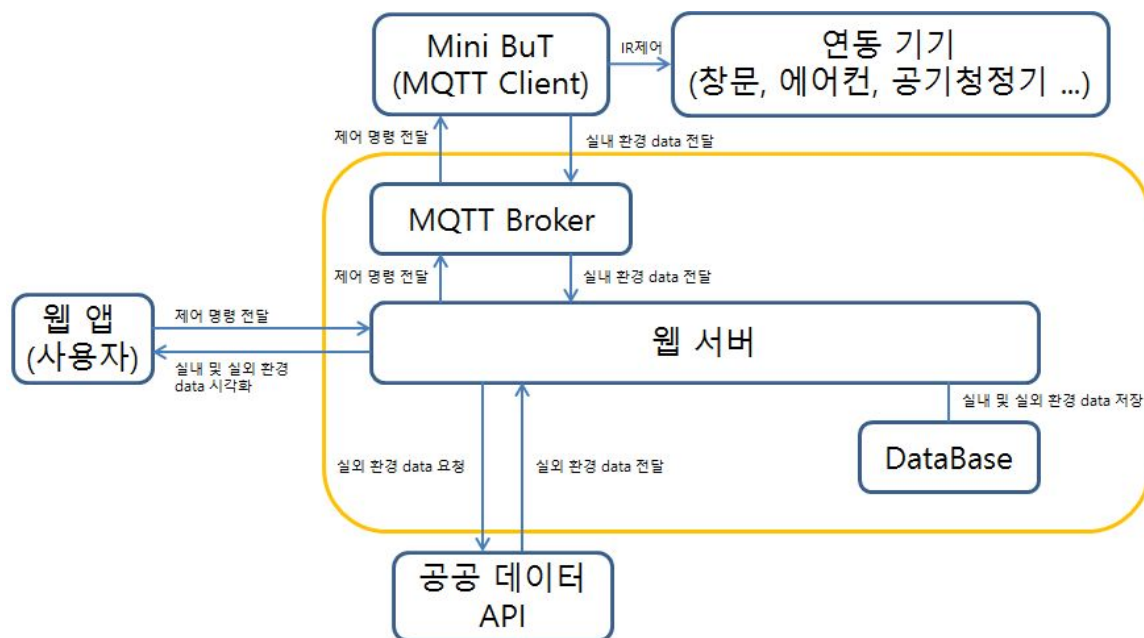 Mini BuT
(MQTT Client)
IR제어
연동 기기
(창문, 에어컨, 공기청정기 ...)
제어 명령 전달
실내 환경 data 전달
MQTT Broker
제어 명령 전달
실내 환경 data 전달
웹 앱
(사용자)
제어 명령 전달
실내 및 실외 환경
data 시각화
웹 서버
실내 및 실외 환경 data 저장
DataBase
실외 환경 data 요청
실외 환경 data 전달
공공 데이터
API